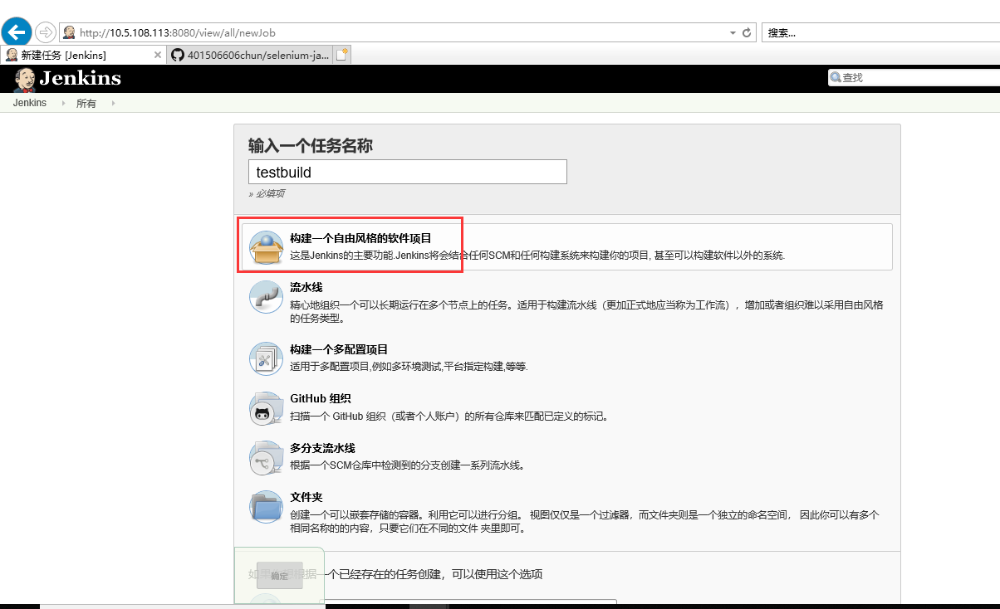 http://10.5.108.113:8080/view/all/newJob
搜索...
新建任务 [Jenkins]
401506606chun/selenium-ja...
Jenkins
查找
Jenkins
所有
输入一个任务名称
testbuild
» 必填项
构建一个自由风格的软件项目
这是Jenkins的主要功能.Jenkins将会结合任何SCM和任何构建系统来构建你的项目, 甚至可以构建软件以外的系统.
流水线
精心地组织一个可以长期运行在多个节点上的任务。适用于构建流水线（更加正式地应当称为工作流），增加或者组织难以采用自由风格
的任务类型。
构建一个多配置项目
适用于多配置项目,例如多环境测试,平台指定构建,等等.
GitHub 组织
扫描一个 GitHub 组织（或者个人账户）的所有仓库来匹配已定义的标记。
多分支流水线
根据一个SCM仓库中检测到的分支创建一系列流水线。
文件夹
创建一个可以嵌套存储的容器。利用它可以进行分组。 视图仅仅是一个过滤器，而文件夹则是一个独立的命名空间， 因此你可以有多个
相同名称的的内容，只要它们在不同的文件 夹里即可。
如果 根据一个已经存在的任务创建，可以使用这个选项
确定